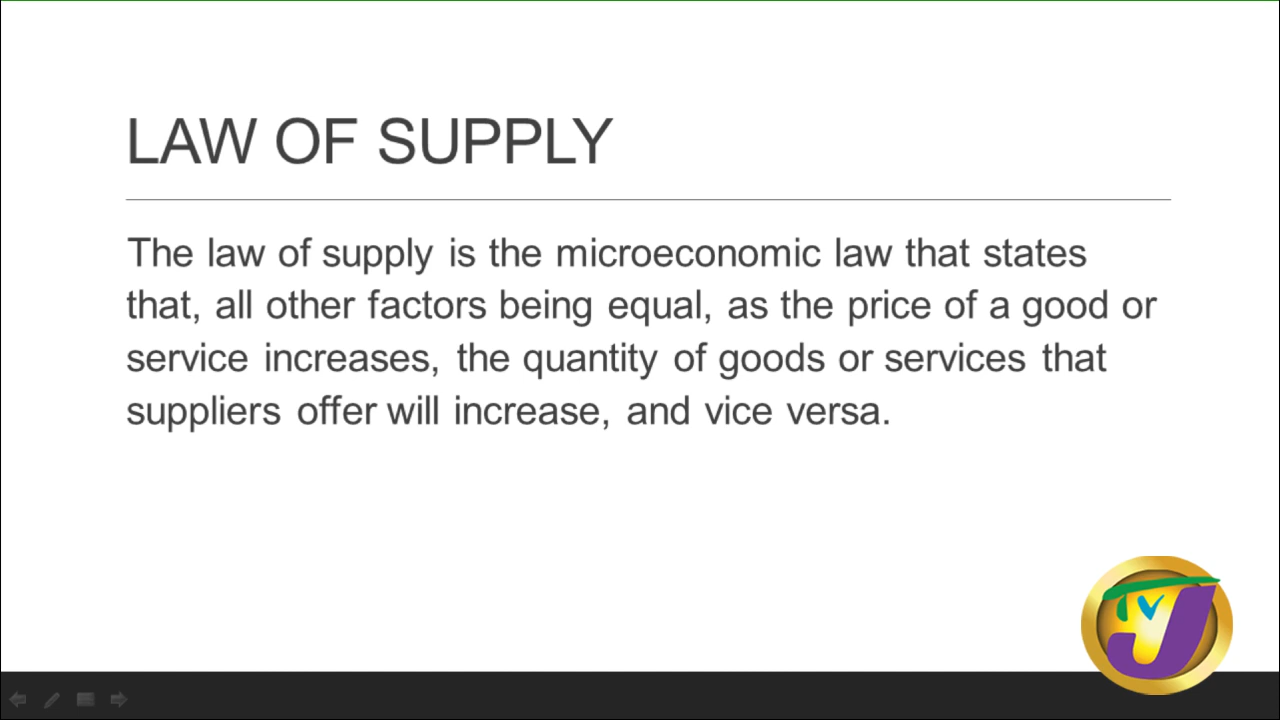 LAW OF SUPPLY
The law of supply is the microeconomic law that states
that, all other factors being equal, as the price of a good or
service increases, the quantity of goods or services that
suppliers offer will increase, and vice versa.
TVJ